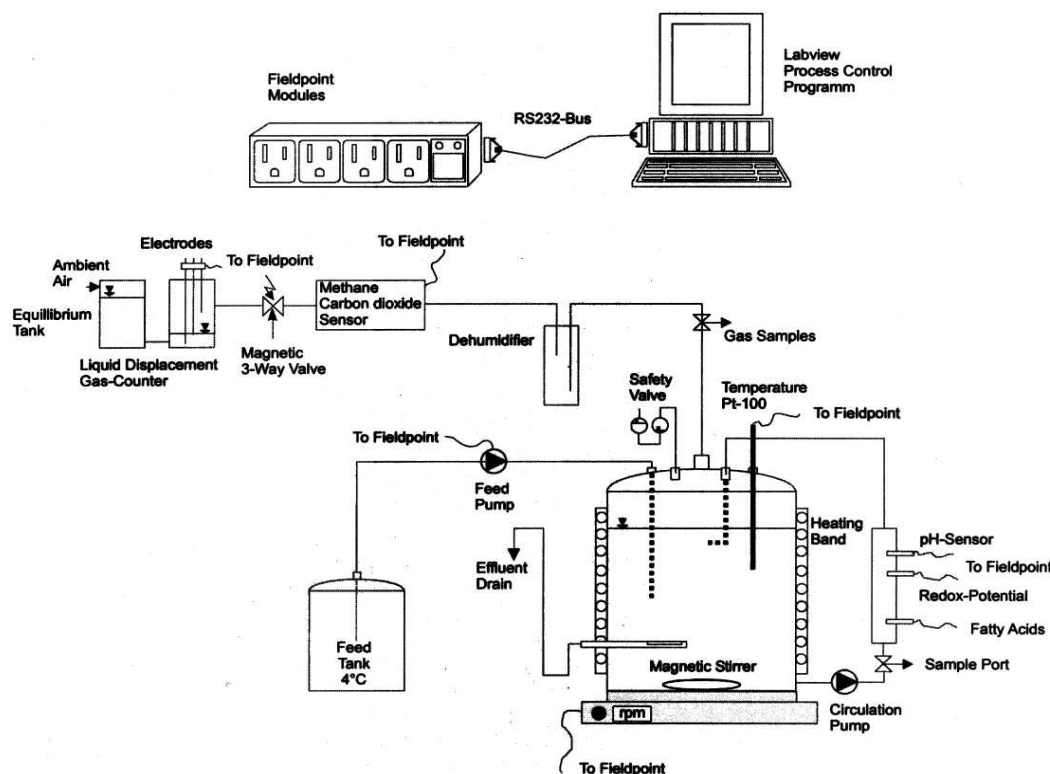 Fieldpoint
Modules
RS232-Bus
Labview
Process Control
Programm
Electrodes
To Fieldpoint
To Fieldpoint
Ambient
Air
Equillibrium
Tank
Methane
Carbon dioxide
Sensor
Liquid Displacement
Gas-Counter
Magnetic
3-Way Valve
Dehumidifier
Gas Samples
Safety
Valve
Temperature
Pt-100
To Fieldpoint
To Fieldpoint
Feed
Pump
Heating
Band
pH-Sensor
To Fieldpoint
Redox-Potential
Fatty Acids
Effluent
Drain
Feed
Tank
4°C
Magnetic Stirrer
Sample Port
Circulation
Pump
rpm
To Fieldpoint